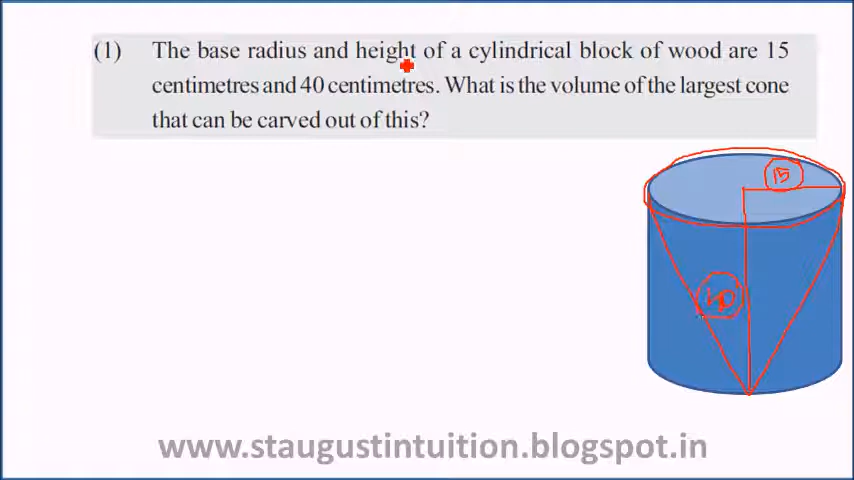 (1) The base radius and height of a cylindrical block of wood are 15
centimetres and 40 centimetres. What is the volume of the largest cone
that can be carved out of this?
15
40
www.staugustintuition.blogspot.in